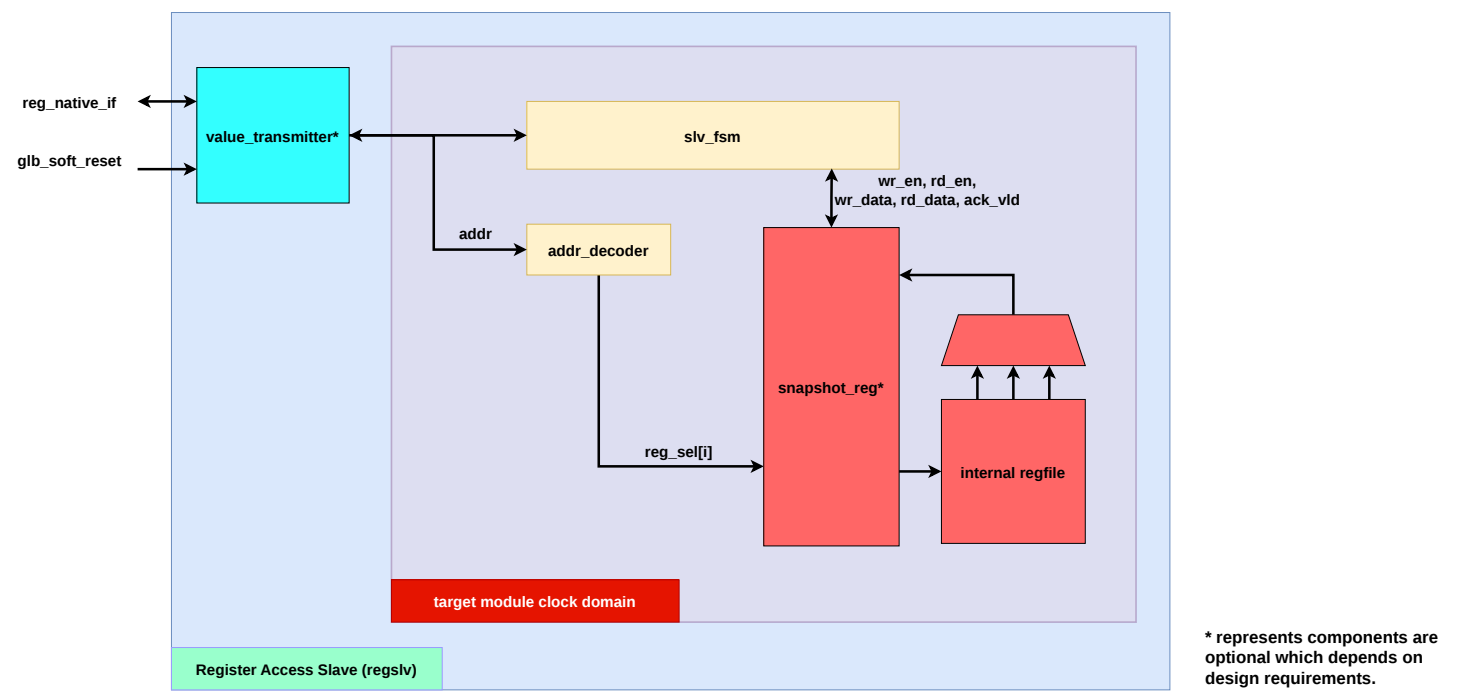 reg_native_if
value_transmitter*
glb_soft_reset
slv_fsm
wr_en, rd_en,
wr_data, rd_data, ack_vld
addr
addr_decoder
snapshot_reg*
reg_sel[i]
internal regfile
target module clock domain
Register Access Slave (regslv)
* represents components are
optional which depends on
design requirements.